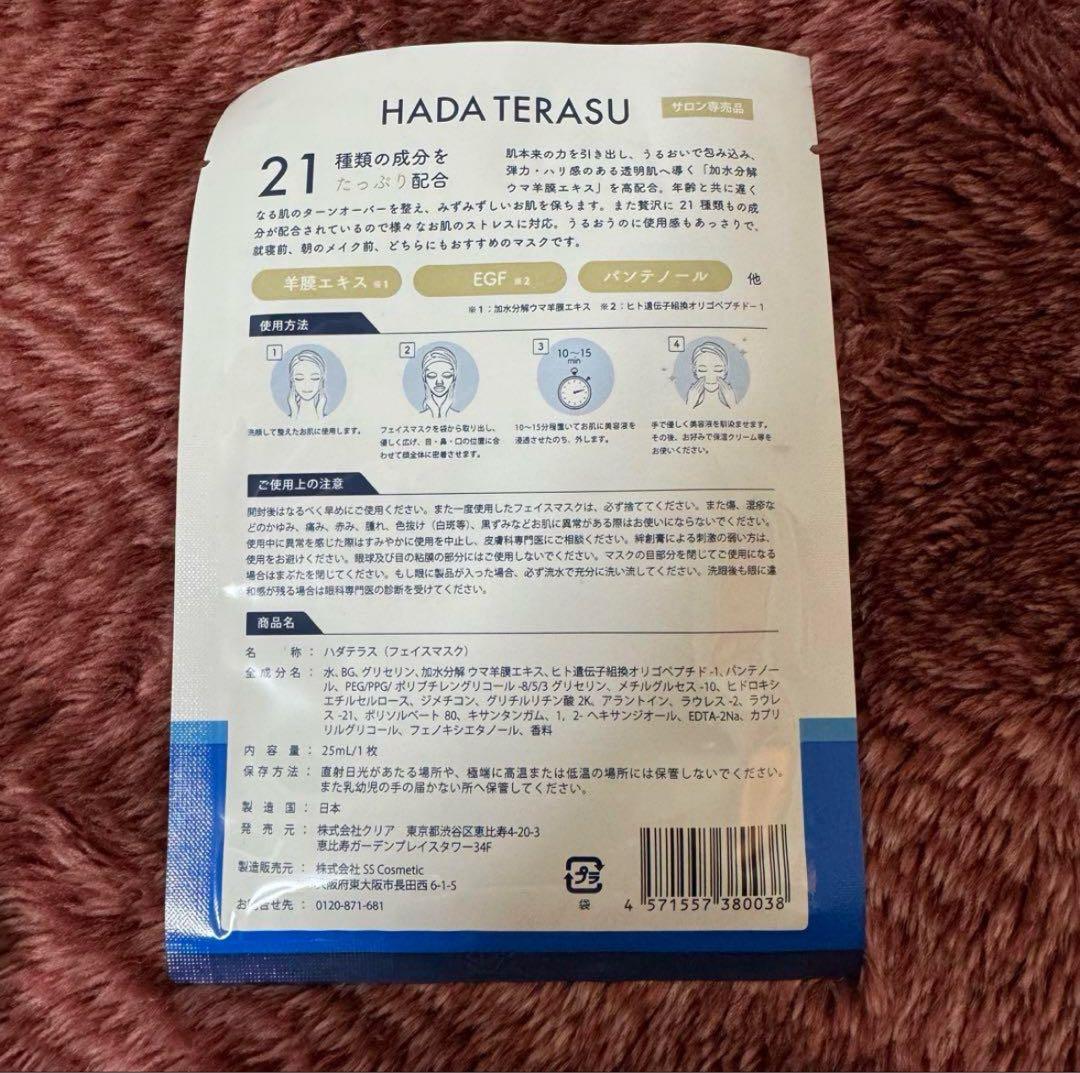 HADA TERASU サロン専売品
21 種類の成分を
たっぷり配合
肌本来の力を引き出し、うるおいで包み込み、
弾力・ハリ感のある透明肌へ導く「加水分解
ウマ羊膜エキス」を高配合。年齢と共に遅く
なる肌のターンオーバーを整え、みずみずしいお肌を保ちます。また贅沢に 21 種類もの成
分が配合されているので様々なお肌のストレスに対応。うるおうのに使用感もあっさりで、
就寝前、朝のメイク前、どちらにもおすすめのマスクです。
羊膜エキス ※1 EGF ※2 パンテノール 他
※1：加水分解ウマ羊膜エキス ※2：ヒト遺伝子組換オリゴペプチドー1
使用方法
1 2 3 4
10〜15
min
洗顔して整えたお肌に使用します。
フェイスマスクを袋から取り出し、
優しく広げ、目・鼻・口の位置に合
わせて顔全体に密着させます。
10〜15分程置いてお肌に美容液を
浸透させたのち、外します。
手で優しく美容液を馴染ませます。
その後、お好みで保湿クリーム等を
お使いください。
ご使用上の注意
開封後はなるべく早めにご使用ください。また一度使用したフェイスマスクは、必ず捨ててください。また傷、湿疹な
どのかゆみ、痛み、赤み、腫れ、色抜け（白斑等）、黒ずみなどお肌に異常がある際はお使いにならないでください。
使用中に異常を感じた際はすみやかに使用を中止し、皮膚科専門医にご相談ください。絆創膏による刺激の弱い方は、
使用をお避けください。眼球及び目の粘膜の部分にはご使用しないでください。マスクの目部分を閉じてご使用になる
場合はまぶたを閉じてください。もし眼に製品が入った場合、必ず流水で充分に洗い流してください。洗眼後も眼に違
和感が残る場合は眼科専門医の診断を受けてください。
商品名
名 称：ハダテラス（フェイスマスク）
全成分名：水、BG、グリセリン、加水分解 ウマ羊膜エキス、ヒト遺伝子組換オリゴペプチド -1、パンテノー
ル、PEG/PPG/ ポリブチレングリコール -8/5/3 グリセリン、メチルグルセス -10、ヒドロキシ
エチルセルロース、ジメチコン、グリチルリチン酸 2K、アラントイン、ラウレス -2、ラウレ
ス -21、ポリソルベート 80、キサンタンガム、1，2- ヘキサンジオール、EDTA-2Na、カプリ
リルグリコール、フェノキシエタノール、香料
内容量：25mL/1枚
保存方法：直射日光があたる場所や、極端に高温または低温の場所には保管しないでください。
また乳幼児の手の届かない所へ保管してください。
製造国：日本
発売元：株式会社クリア 東京都渋谷区恵比寿4-20-3
恵比寿ガーデンプレイスタワー34F
製造販売元：株式会社 SS Cosmetic
大阪府東大阪市長田西 6-1-5
お問合せ先：0120-871-681
プラ
袋
4 571557 380038